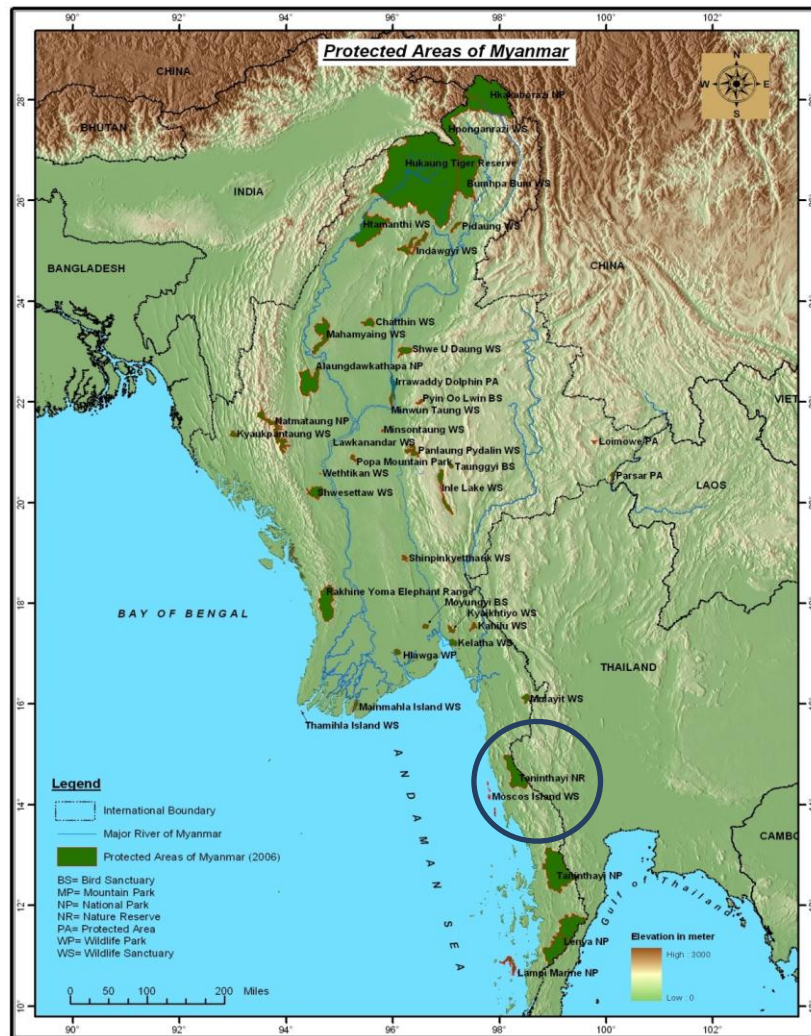 Protected Areas of Myanmar
N
W E
S
CHINA
28°
Hkakaborazi NP
BHUTAN
Hponganrazi WS
Hukaung Tiger Reserve
INDIA
Bumhpa Bum WS
26°
Htamanthi WS
Pidaung WS
Indawgyi WS
BANGLADESH
CHINA
24°
Chatthin WS
Mahamyaing WS
Shwe U Daung WS
Alaungdawkathapa NP
Irrawaddy Dolphin PA
22°
Pyin Oo Lwin BS
Minwun Taung WS
VIET
Natmataung NP
Kyaukpantaung WS
Minsontaung WS
Lawkanandar WS
Loimowe PA
Panlaung Pydalin WS
Popa Mountain Park
Taunggyi BS
Wethtikan WS
Parsar PA
Inle Lake WS
LAOS
20°
Shwesettaw WS
Shinpinkyetthauk WS
Rakhine Yoma Elephant Range
Moyungyi BS
18°
Kyaikhtiyo WS
BAY OF BENGAL
Kahilu WS
Kelatha WS
Hlawga WP
THAILAND
16°
Mulayit WS
Mainmahla Island WS
Thamihla Island WS
ANDAMAN SEA
Taninthayi NR
Moscos Island WS
14°
CAMBO
Legend
International Boundary
Major River of Myanmar
Protected Areas of Myanmar (2006)
BS= Bird Sanctuary
MP= Mountain Park
NP= National Park
NR= Nature Reserve
PA= Protected Area
WP= Wildlife Park
WS= Wildlife Sanctuary
Taninthayi NP
Gulf of Thailand
12°
Lenya NP
Elevation in meter
High : 3000
Low : 0
Lampi Marine NP
0 50 100 200 Miles
10°
90° 92° 94° 96° 98° 100° 102°